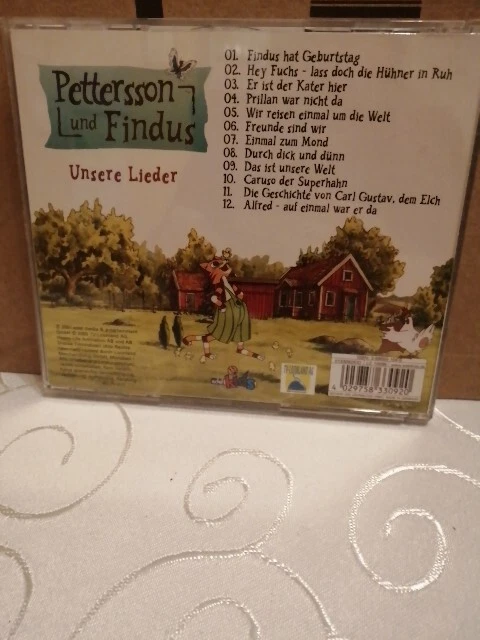 Pettersson
und Findus
Unsere Lieder
01. Findus hat Geburtstag
02. Hey Fuchs - lass doch die Hühner in Ruh
03. Er ist der Kater hier
04. Prillan war nicht da
05. Wir reisen einmal um die Welt
06. Freunde sind wir
07. Einmal zum Mond
08. Durch dick und dünn
09. Das ist unsere Welt
10. Caruso der Superhahn
11. Die Geschichte von Carl Gustav, dem Elch
12. Alfred - auf einmal war er da
4 029758 330920